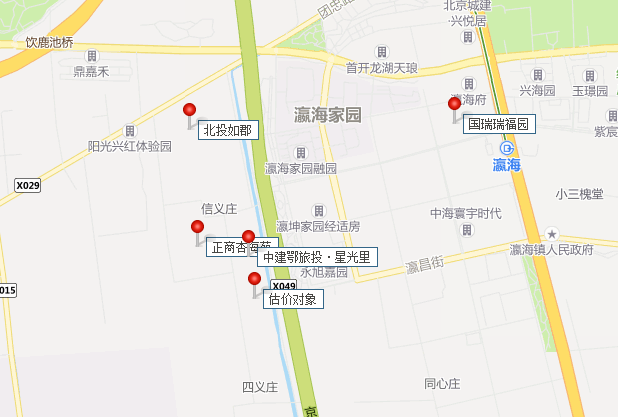 团忠路
北京城建
·兴悦居
饮鹿池桥
鼎嘉禾
首开龙湖天琅
兴海园
玉璟园
瀛海府
瀛海家园
北投如郡
国瑞瑞福园
紫宸
阳光兴红体验园
瀛海
瀛海家园融园
X029
小三槐堂
信义庄
中海寰宇时代
瀛坤家园经适房
正商杏海苑
中建鄂旅投·星光里
瀛海镇人民政府
永旭嘉园
瀛昌街
X049
015
估价对象
四义庄
同心庄
京